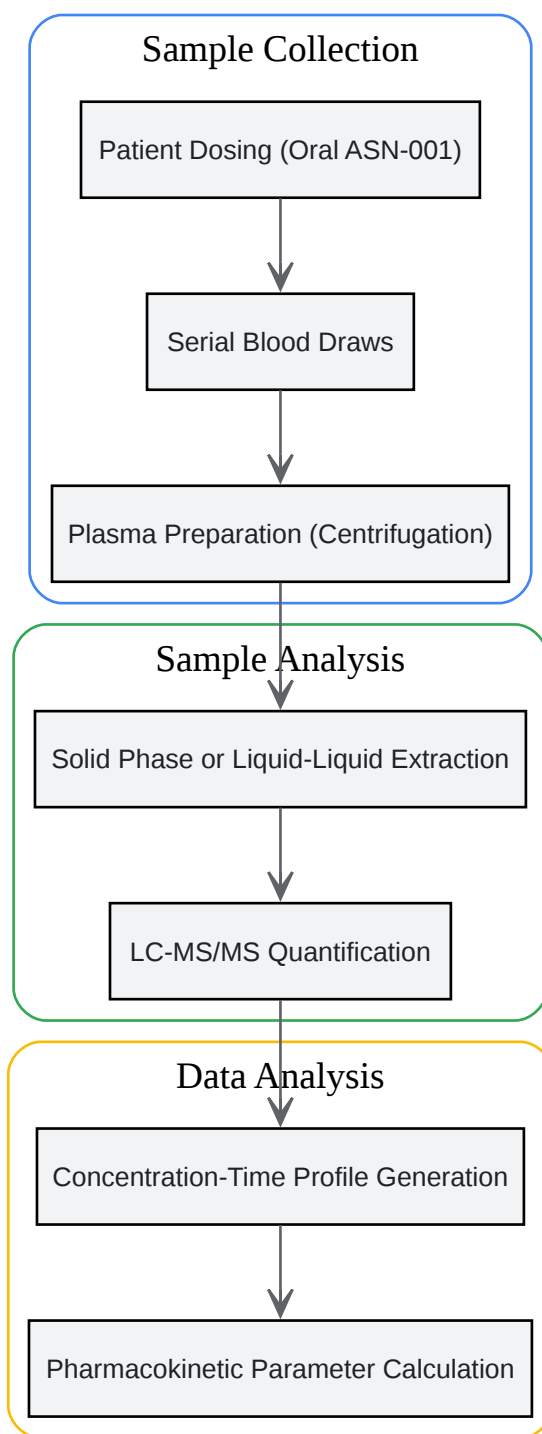 Sample Collection
Patient Dosing (Oral ASN-001)
Serial Blood Draws
Plasma Preparation (Centrifugation)
Sample Analysis
Solid Phase or Liquid-Liquid Extraction
LC-MS/MS Quantification
Data Analysis
Concentration-Time Profile Generation
Pharmacokinetic Parameter Calculation